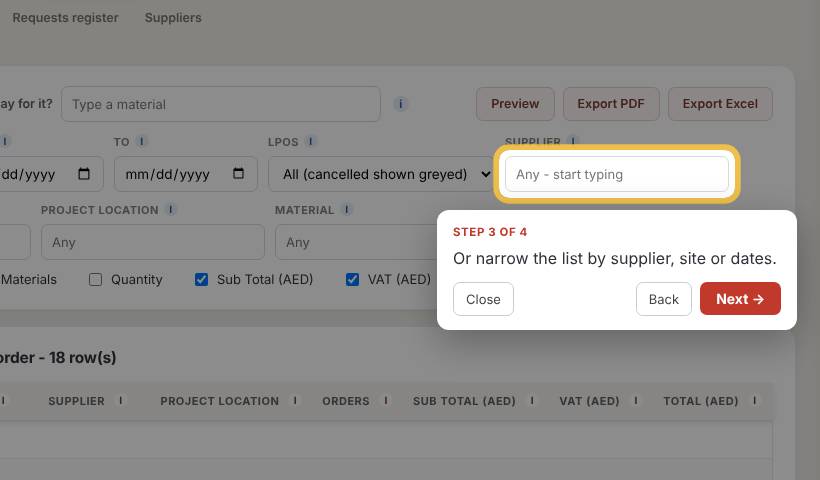 Requests register Suppliers
ay for it? Type a material i Preview Export PDF Export Excel
I TO I LPOS I SUPPLIER I
dd/yyyy mm/dd/yyyy All (cancelled shown greyed) Any - start typing
PROJECT LOCATION I MATERIAL I
Any Any
STEP 3 OF 4
Or narrow the list by supplier, site or dates.
Materials Quantity Sub Total (AED) VAT (AED)
Close Back Next →
order - 18 row(s)
I SUPPLIER I PROJECT LOCATION I ORDERS I SUB TOTAL (AED) I VAT (AED) I TOTAL (AED) I